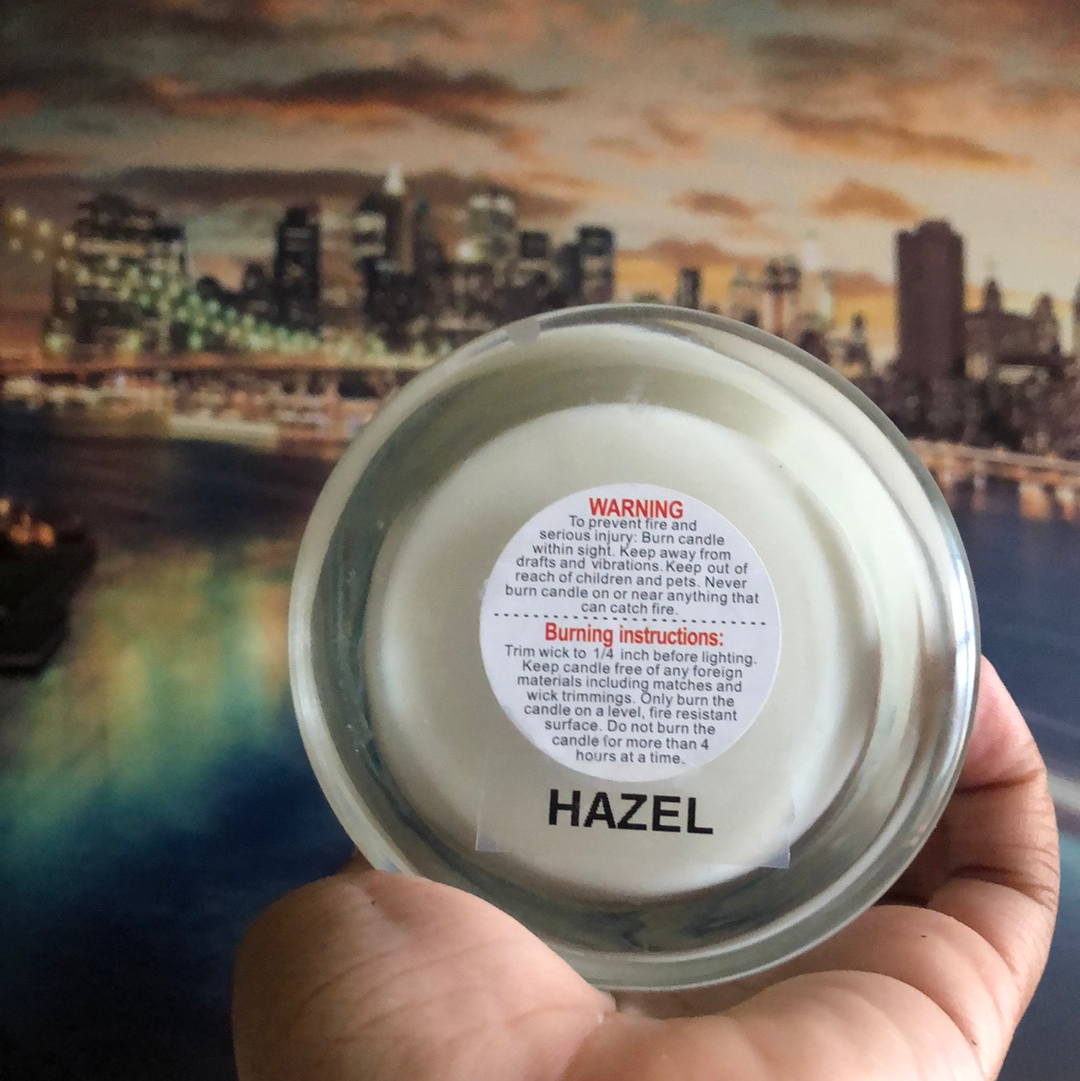 WARNING
To prevent fire and
serious injury: Burn candle
within sight. Keep away from
drafts and vibrations. Keep out of
reach of children and pets. Never
burn candle on or near anything that
can catch fire.
Burning instructions:
Trim wick to 1/4 inch before lighting.
Keep candle free of any foreign
materials including matches and
wick trimmings. Only burn the
candle on a level, fire resistant
surface. Do not burn the
candle for more than 4
hours at a time.
HAZEL